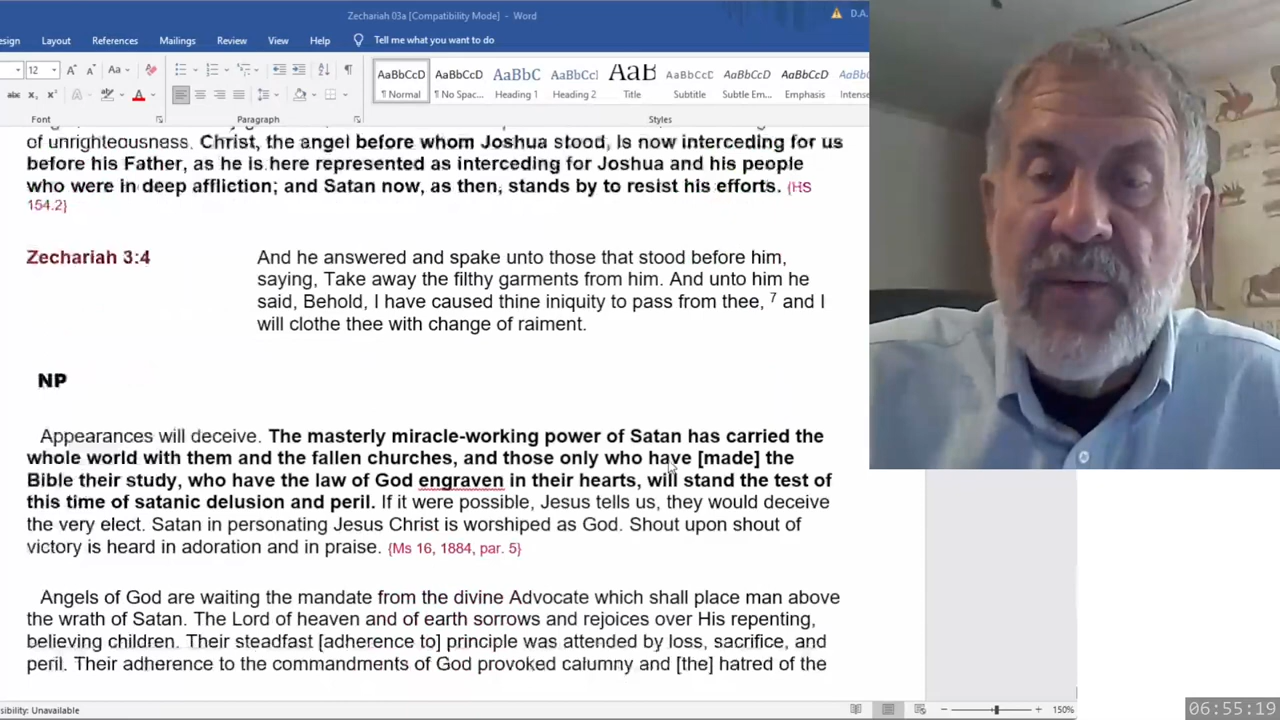 Zechariah 03a [Compatibility Mode] - Word
D.A.
esign Layout References Mailings Review View Help Tell me what you want to do
12 Aa
abc x₂ x² A A
AaBbCcD AaBbCcD AaBbC AaBbCcI AaB AaBbCcD AaBbCcD AaBbCcD AaBb
¶ Normal ¶ No Spac... Heading 1 Heading 2 Title Subtitle Subtle Em... Emphasis Intense
Font Paragraph Styles
of unrighteousness. Christ, the angel before whom Joshua stood, is now interceding for us
before his Father, as he is here represented as interceding for Joshua and his people
who were in deep affliction; and Satan now, as then, stands by to resist his efforts. {HS
154.2}
Zechariah 3:4 And he answered and spake unto those that stood before him,
saying, Take away the filthy garments from him. And unto him he
said, Behold, I have caused thine iniquity to pass from thee, ⁷ and I
will clothe thee with change of raiment.
NP
Appearances will deceive. The masterly miracle-working power of Satan has carried the
whole world with them and the fallen churches, and those only who have [made] the
Bible their study, who have the law of God engraven in their hearts, will stand the test of
this time of satanic delusion and peril. If it were possible, Jesus tells us, they would deceive
the very elect. Satan in personating Jesus Christ is worshiped as God. Shout upon shout of
victory is heard in adoration and in praise. {Ms 16, 1884, par. 5}
Angels of God are waiting the mandate from the divine Advocate which shall place man above
the wrath of Satan. The Lord of heaven and of earth sorrows and rejoices over His repenting,
believing children. Their steadfast [adherence to] principle was attended by loss, sacrifice, and
peril. Their adherence to the commandments of God provoked calumny and [the] hatred of the
sibility: Unavailable
150%
06:55:19